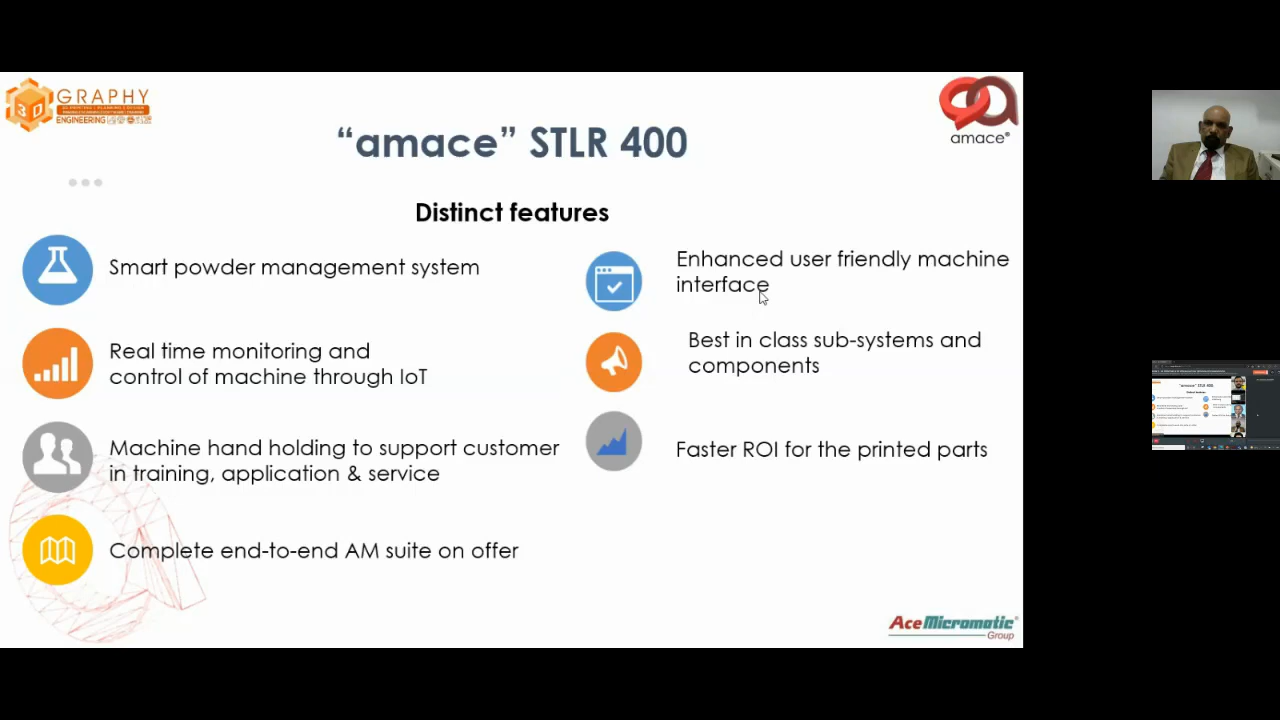 GRAPHY
ENGINEERING
amace®
“amace” STLR 400
Distinct features
Smart powder management system
Real time monitoring and
control of machine through IoT
Machine hand holding to support customer
in training, application & service
Complete end-to-end AM suite on offer
Enhanced user friendly machine
interface
Best in class sub-systems and
components
Faster ROI for the printed parts
AceMicromatic®
Group